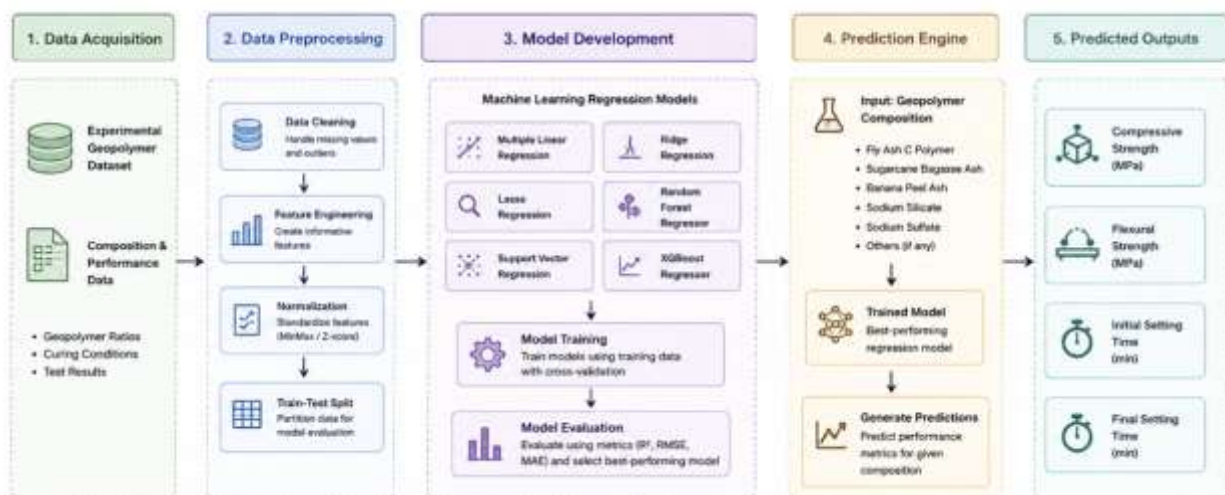 1. Data Acquisition
Experimental
Geopolymer
Dataset
Composition &
Performance
Data
• Geopolymer Ratios
• Curing Conditions
• Test Results
2. Data Preprocessing
Data Cleaning
Handle missing values
and outliers
Feature Engineering
Create informative
features
Normalization
Standardize features
(MinMax / Z-score)
Train-Test Split
Partition data for
model evaluation
3. Model Development
Machine Learning Regression Models
Multiple Linear
Regression
Ridge
Regression
Lasso
Regression
Random
Forest
Regressor
Support Vector
Regression
XGBoost
Regressor
Model Training
Train models using training data
with cross-validation
Model Evaluation
Evaluate using metrics (R², RMSE,
MAE) and select best-performing model
4. Prediction Engine
Input: Geopolymer
Composition
• Fly Ash C Polymer
• Sugarcane Bagasse Ash
• Banana Peel Ash
• Sodium Silicate
• Sodium Sulfate
• Others (if any)
Trained Model
Best-performing
regression model
Generate Predictions
Predict performance
metrics for given
composition
5. Predicted Outputs
Compressive
Strength
(MPa)
Flexural
Strength
(MPa)
Initial Setting
Time
(min)
Final Setting
Time
(min)